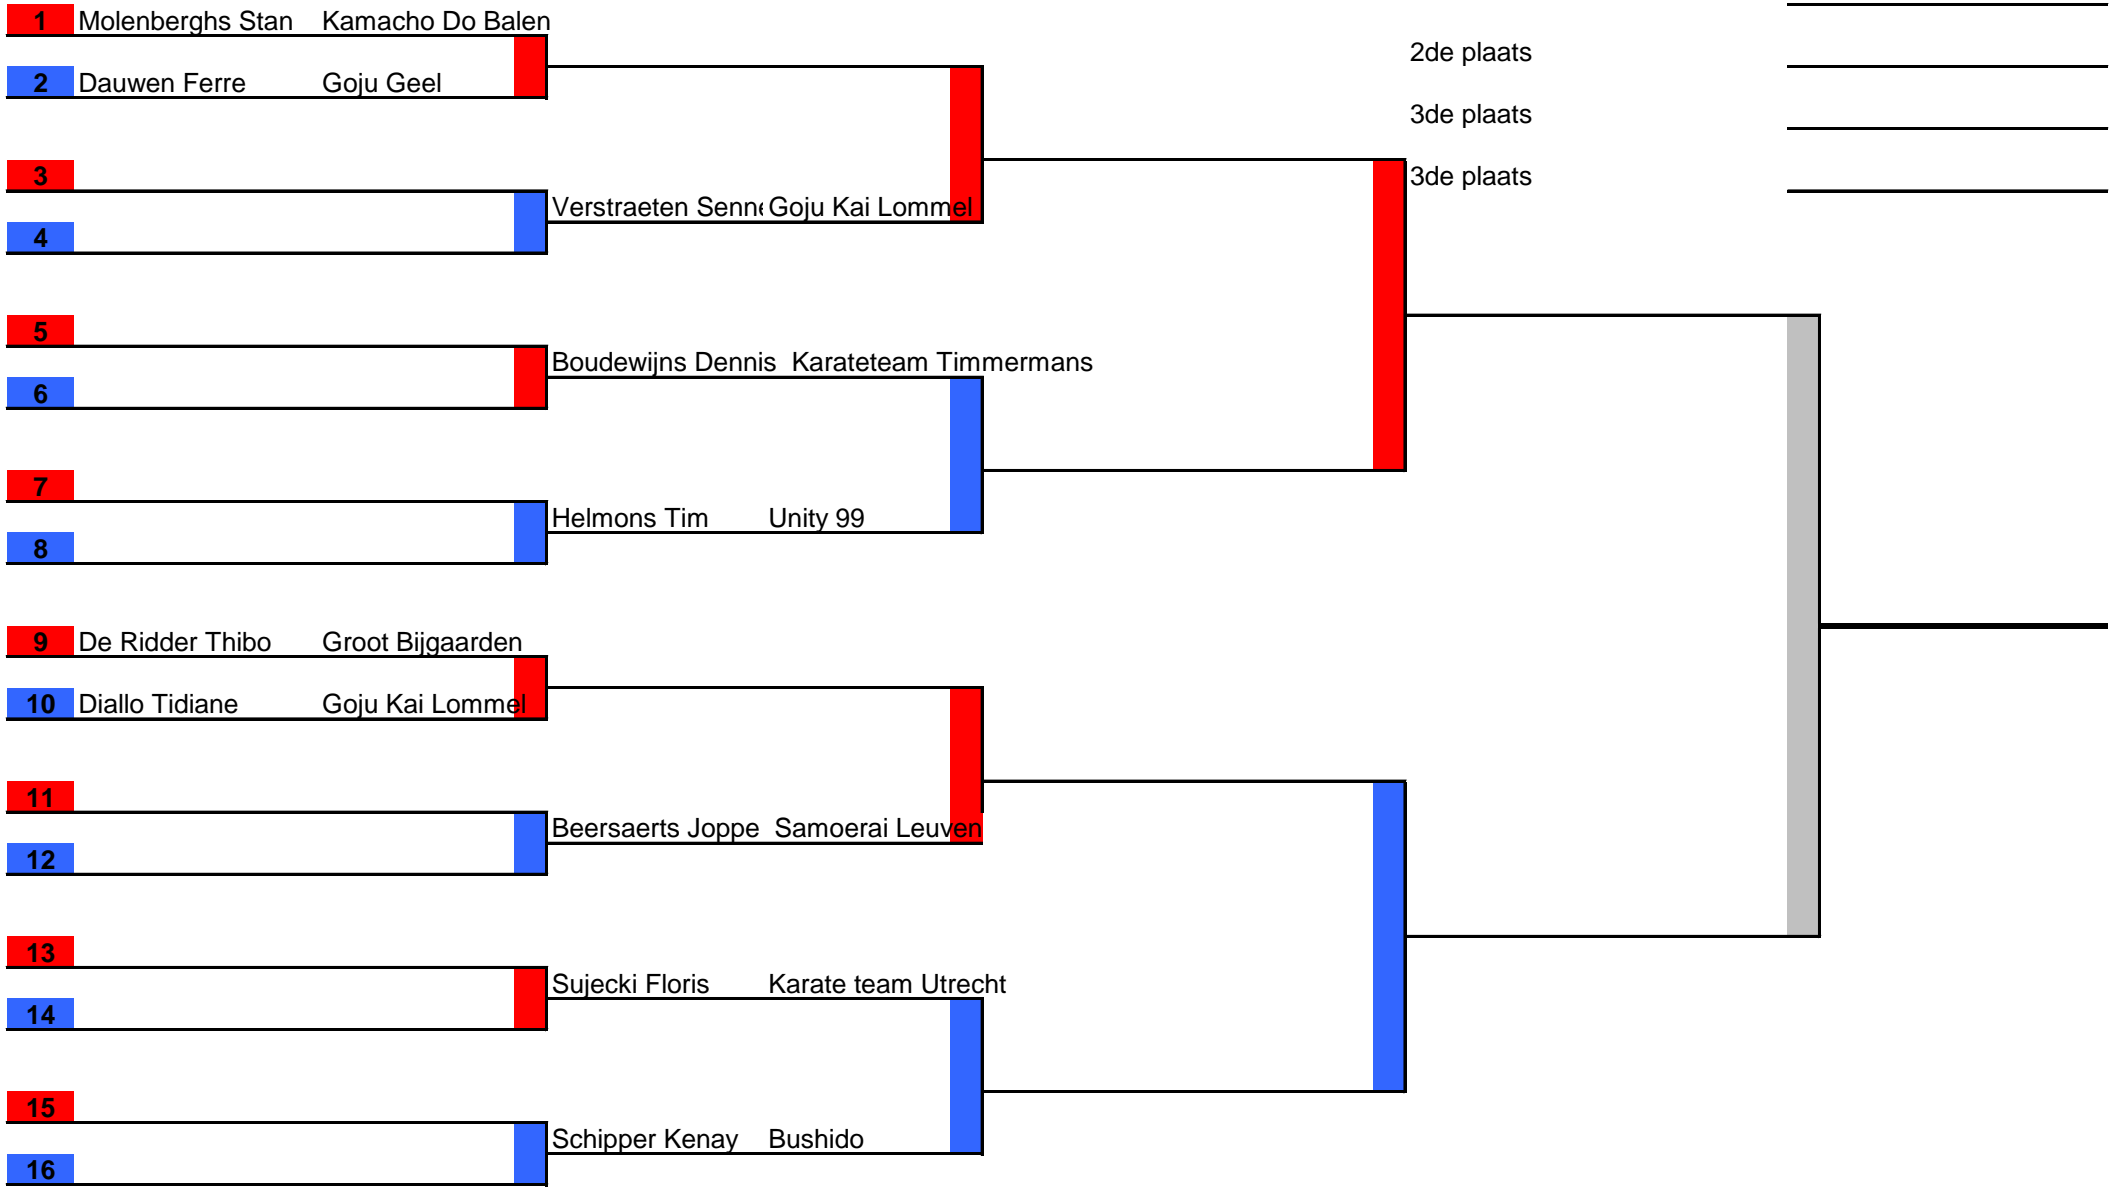 1 Molenberghs Stan Kamacho Do Balen
2de plaats
2 Dauwen Ferre Goju Geel
3de plaats
3
3de plaats
Verstraeten Senne Goju Kai Lommel
4
5
Boudewijns Dennis Karateteam Timmermans
6
7
Helmons Tim Unity 99
8
9 De Ridder Thibo Groot Bijgaarden
10 Diallo Tidiane Goju Kai Lommel
11
Beersaerts Joppe Samoerai Leuven
12
13
Sujecki Floris Karate team Utrecht
14
15
Schipper Kenay Bushido
16